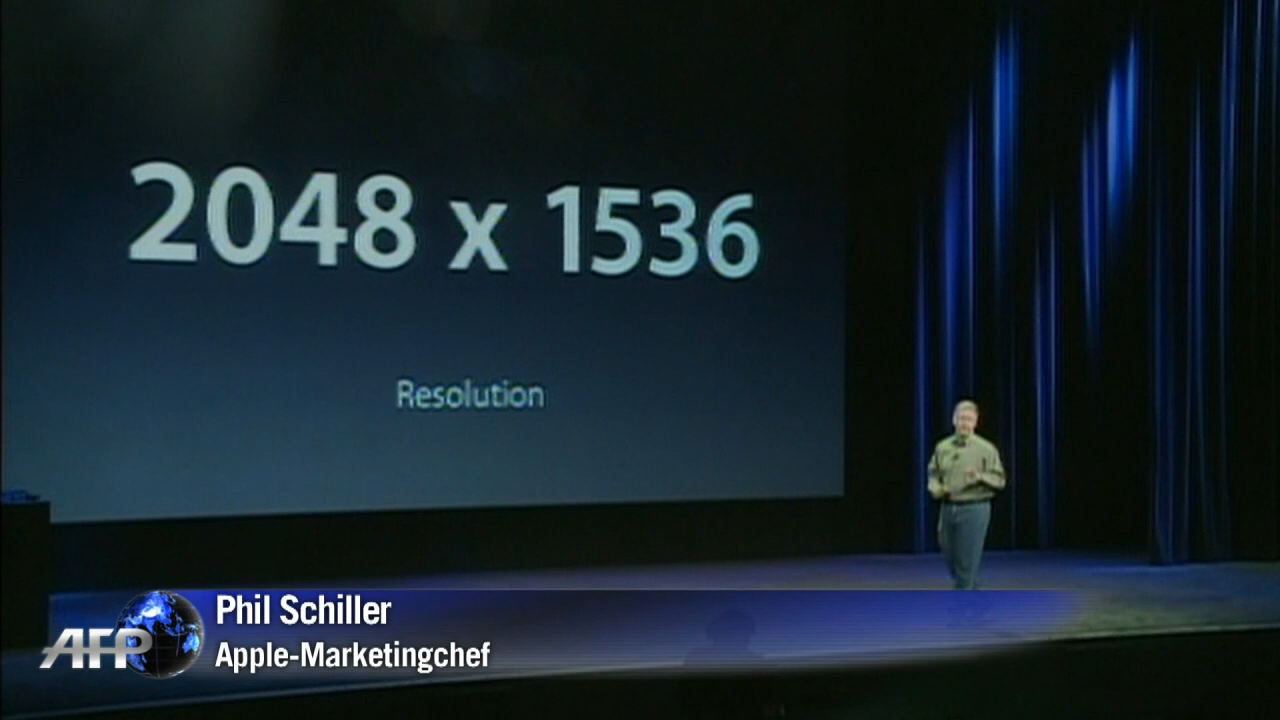 2048 x 1536
Resolution
Phil Schiller
AFP
Apple-Marketingchef